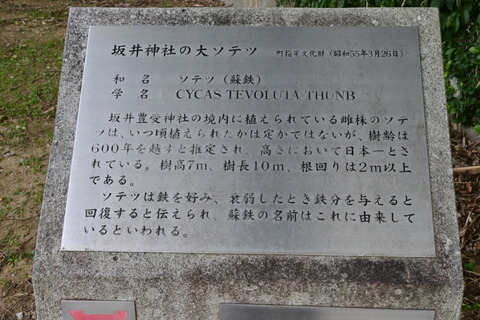 坂井神社の大ソテツ 町指定文化財(昭和55年3月26日)
和名 ソテツ(蘇鉄)
学名 CYCAS TEVOLUTA THUNB
坂井豊受神社の境内に植えられている雌株のソテ
ツは、いつ頃植えられたかは定かではないが、樹齢は
600年を越すと推定され、高さにおいて日本一とさ
れている。樹高7m、樹長10m、根回りは2m以上
である。
ソテツは鉄を好み、衰弱したとき鉄分を与えると
回復すると伝えられ、蘇鉄の名前はこれに由来して
いるといわれる。